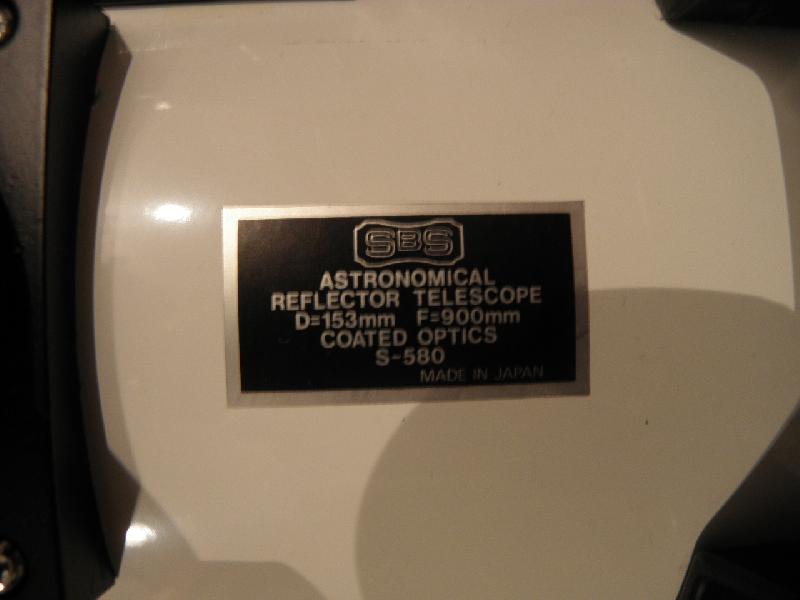 SBS
ASTRONOMICAL
REFLECTOR TELESCOPE
D=153mm F=900mm
COATED OPTICS
S-580
MADE IN JAPAN